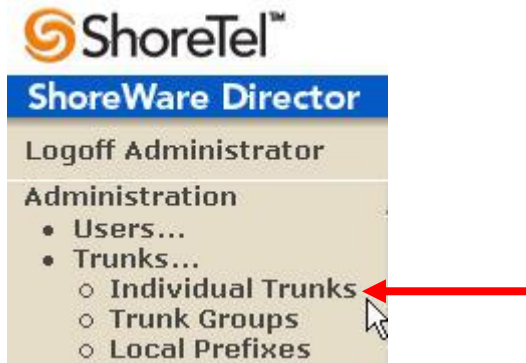 ShoreTel™
ShoreWare Director
Logoff Administrator
Administration
• Users...
• Trunks...
○ Individual Trunks
○ Trunk Groups
○ Local Prefixes